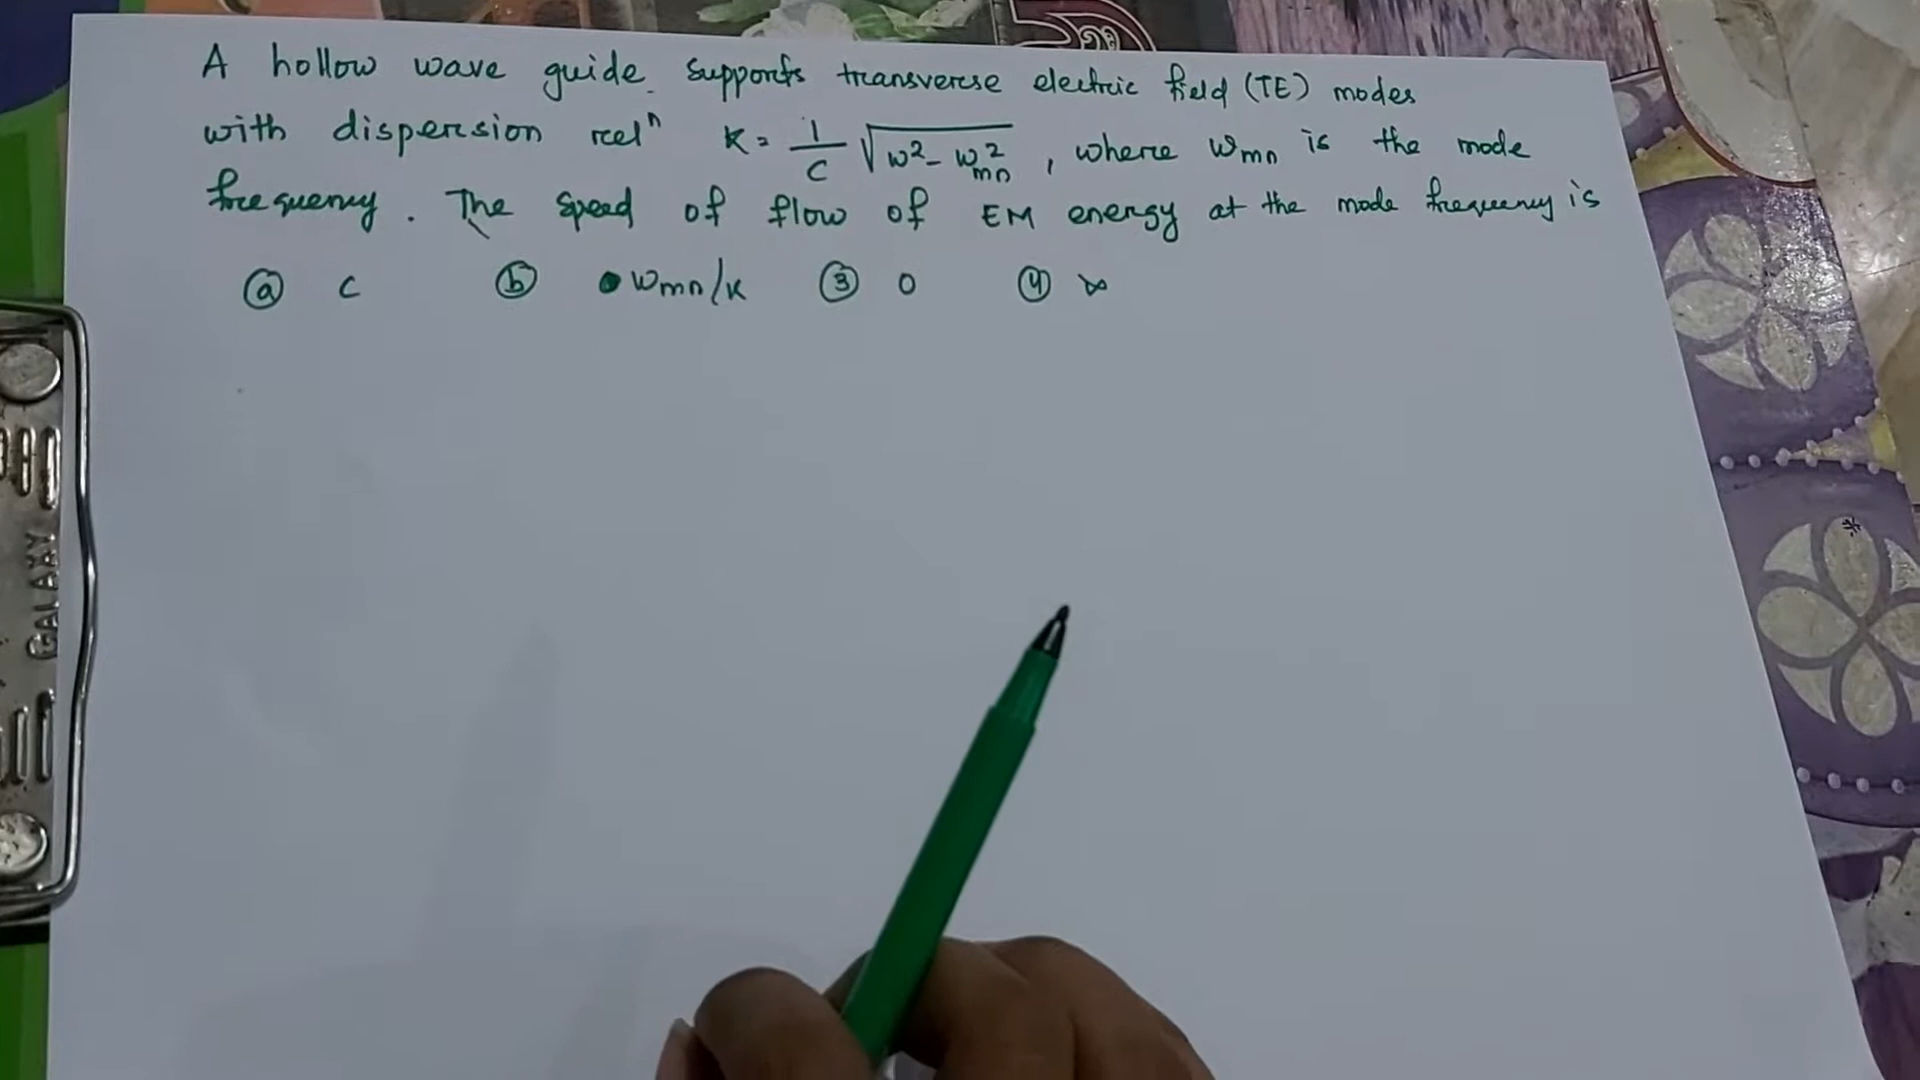 A hollow wave guide supports transverse electric field (TE) modes
with dispersion relⁿ K = 1/C √(ω² - ω²mn) , where ωmn is the mode
frequency. The speed of flow of EM energy at the mode frequency is
ⓐ C ⓑ ωmn/K ③ 0 ④ ∞
GALAXY